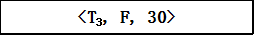 <T₃, F, 30>